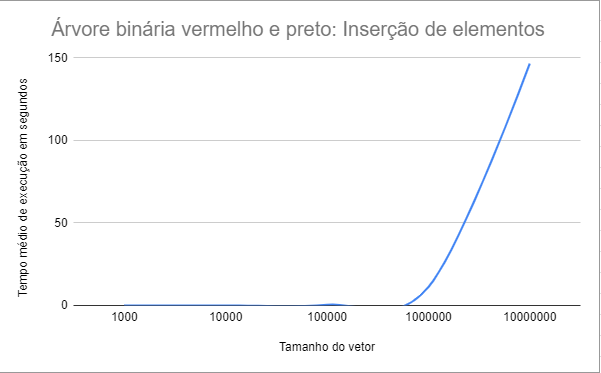 Árvore binária vermelho e preto: Inserção de elementos
Tempo médio de execução em segundos
150
100
50
0
1000 10000 100000 1000000 10000000
Tamanho do vetor